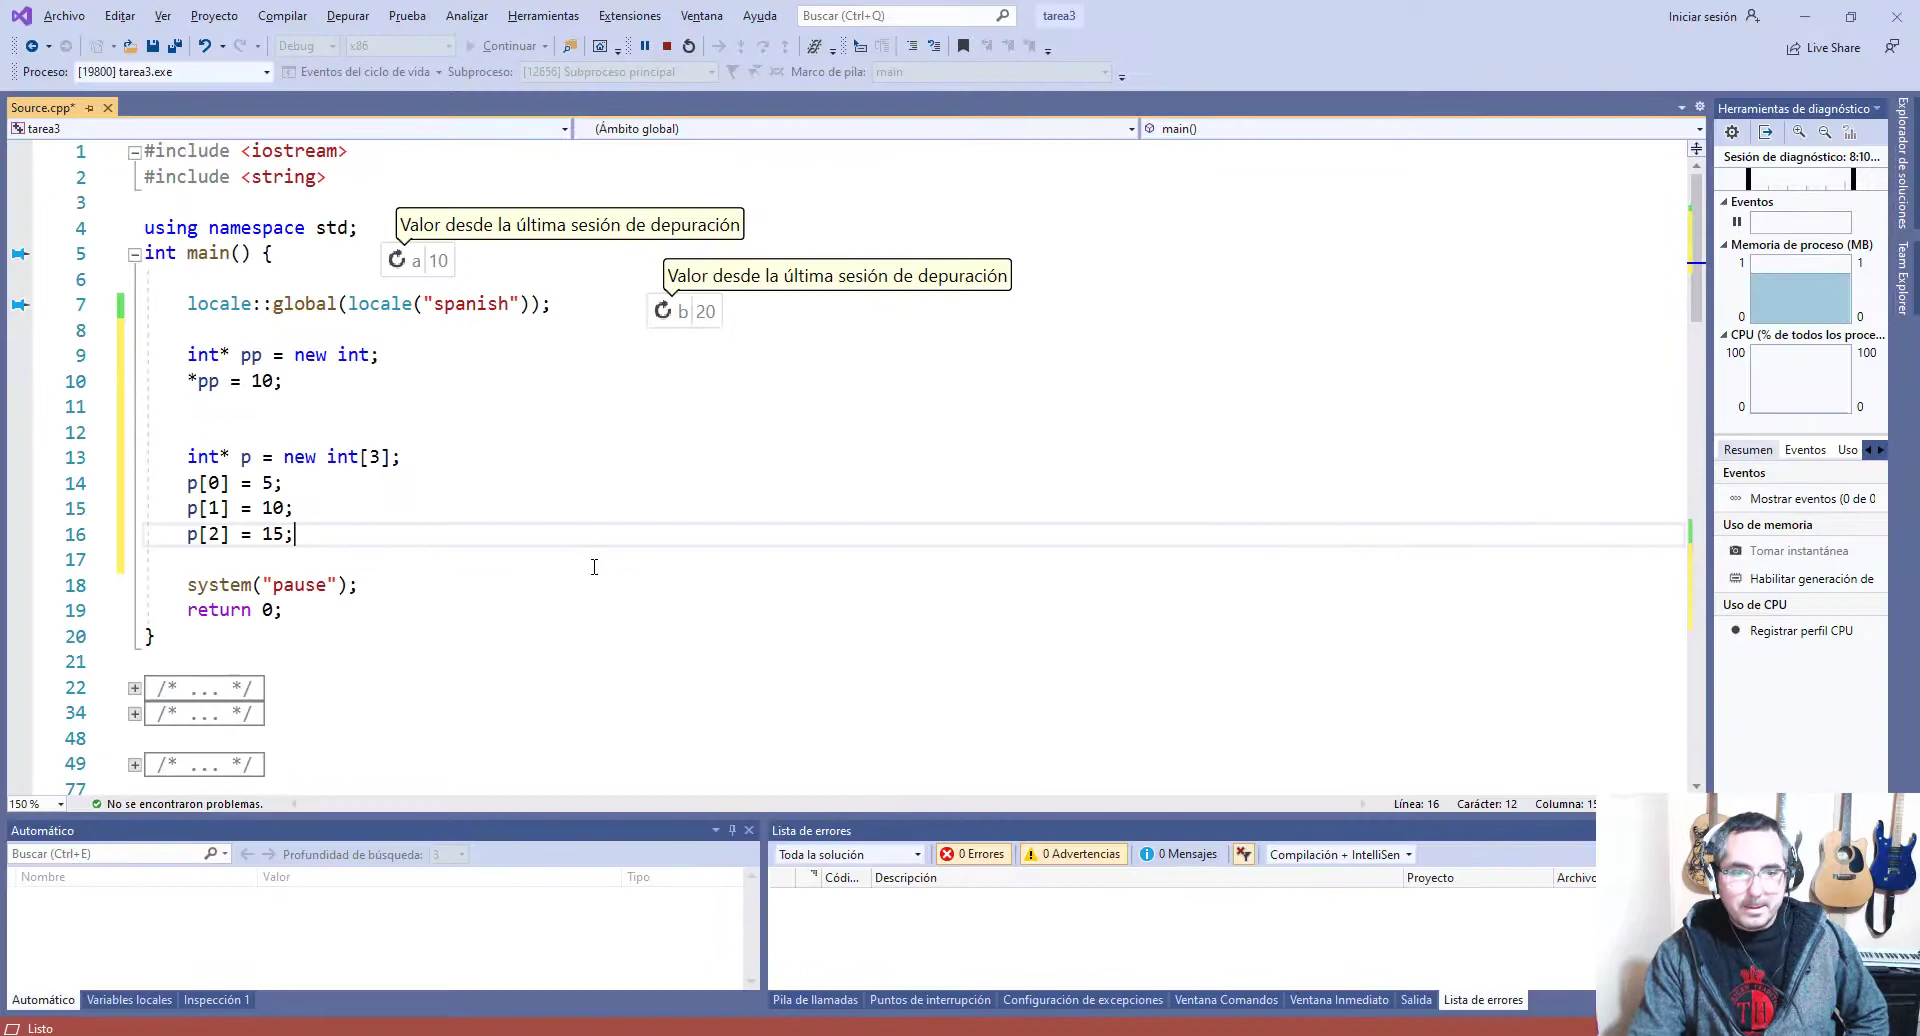 Archivo Editar Ver Proyecto Compilar Depurar Prueba Analizar Herramientas Extensiones Ventana Ayuda Buscar (Ctrl+Q) tarea3 Iniciar sesión
Debug x86 Continuar Live Share
Proceso: [19800] tarea3.exe Eventos del ciclo de vida Subproceso: [12656] Subproceso principal Marco de pila: main
Source.cpp*
tarea3 (Ámbito global) main()
1 #include <iostream>
2 #include <string>
3
4 using namespace std;
Valor desde la última sesión de depuración
5 int main() {
a 10
6
Valor desde la última sesión de depuración
7 locale::global(locale("spanish"));
b 20
8
9 int* pp = new int;
10 *pp = 10;
11
12
13 int* p = new int[3];
14 p[0] = 5;
15 p[1] = 10;
16 p[2] = 15;
17
18 system("pause");
19 return 0;
20 }
21
22 /* ... */
34 /* ... */
48
49 /* ... */
77
150 % No se encontraron problemas. Línea: 16 Carácter: 12 Columna: 15
Herramientas de diagnóstico
Sesión de diagnóstico: 8:10...
Eventos
Memoria de proceso (MB)
1 1
0 0
CPU (% de todos los proce...
100 100
0 0
Resumen Eventos Uso
Eventos
Mostrar eventos (0 de 0
Uso de memoria
Tomar instantánea
Habilitar generación de
Uso de CPU
Registrar perfil CPU
Explorador de soluciones
Team Explorer
Automático
Buscar (Ctrl+E) Profundidad de búsqueda: 3
Nombre Valor Tipo
Automático Variables locales Inspección 1
Lista de errores
Toda la solución 0 Errores 0 Advertencias 0 Mensajes Compilación + IntelliSen
Códi... Descripción Proyecto Archivo
Pila de llamadas Puntos de interrupción Configuración de excepciones Ventana Comandos Ventana Inmediato Salida Lista de errores
Listo
TH